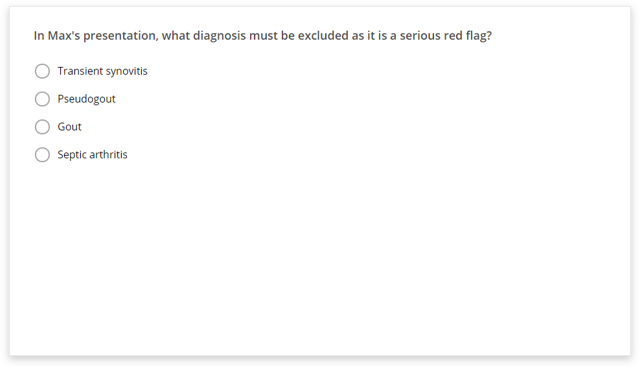 In Max's presentation, what diagnosis must be excluded as it is a serious red flag?
Transient synovitis
Pseudogout
Gout
Septic arthritis